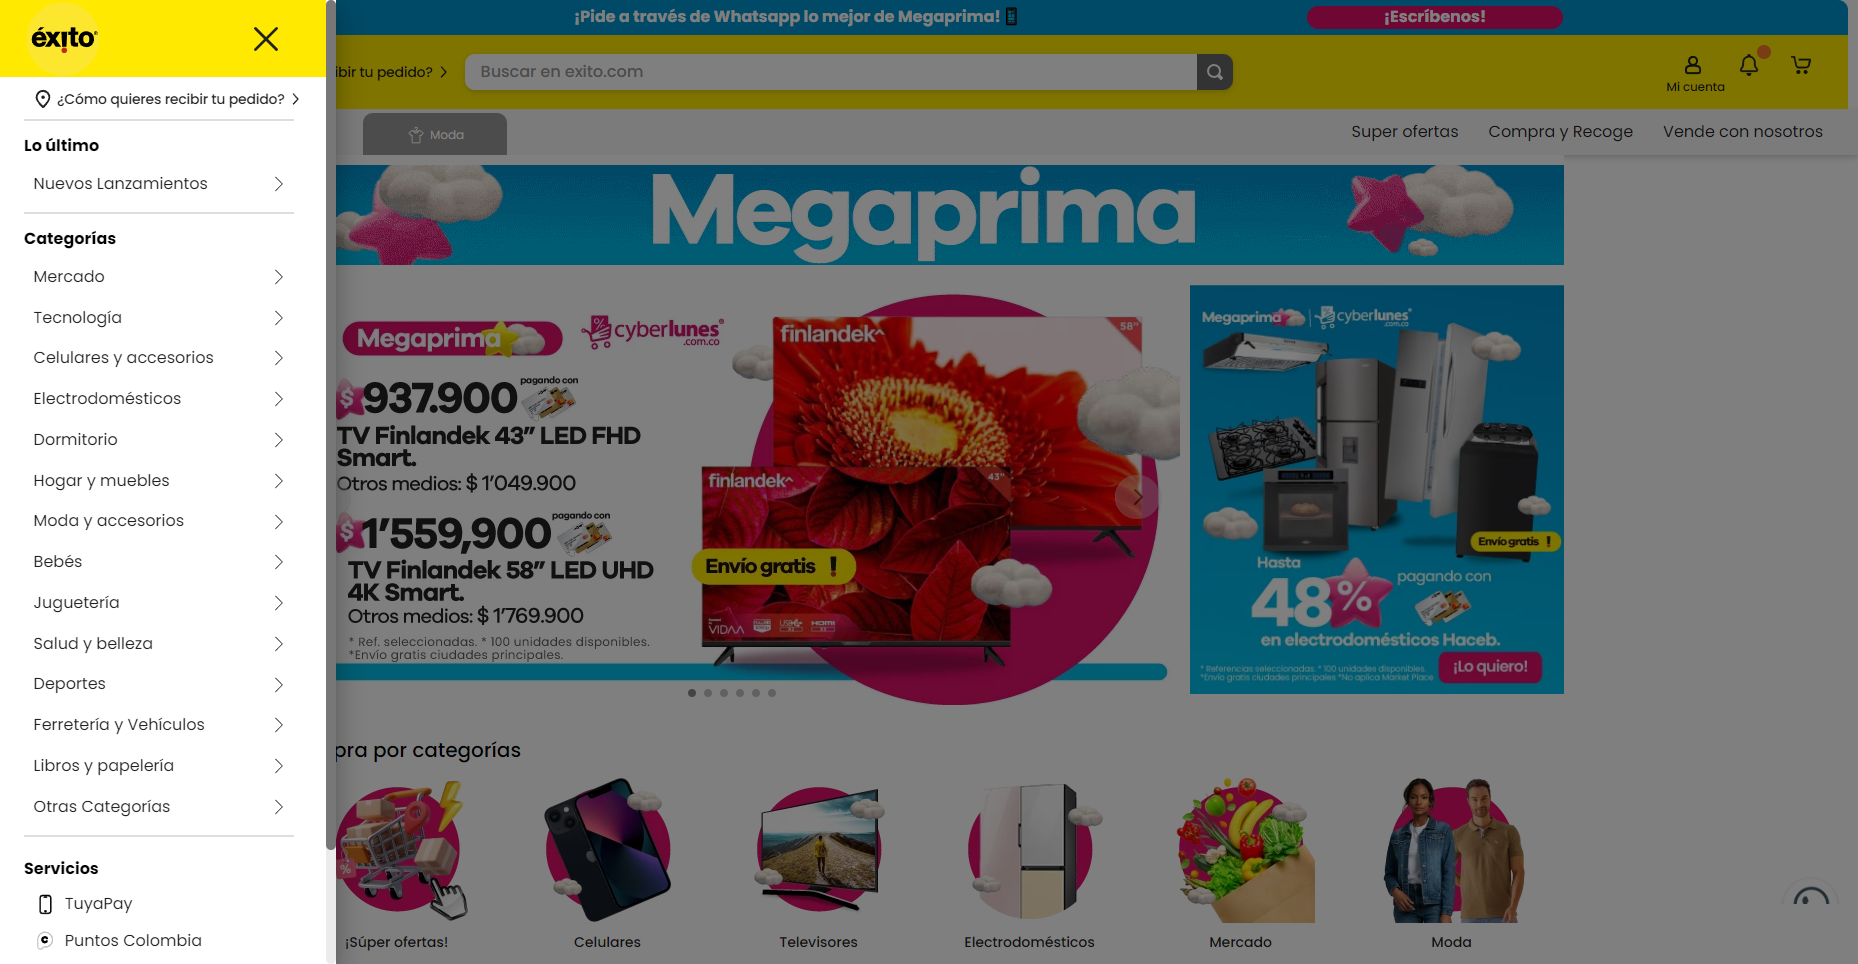 éxito
¿Cómo quieres recibir tu pedido?
Lo último
Nuevos Lanzamientos
Categorías
Mercado
Tecnología
Celulares y accesorios
Electrodomésticos
Dormitorio
Hogar y muebles
Moda y accesorios
Bebés
Juguetería
Salud y belleza
Deportes
Ferretería y Vehículos
Libros y papelería
Otras Categorías
Servicios
TuyaPay
Puntos Colombia
¡Pide a través de Whatsapp lo mejor de Megaprima!
¡Escríbenos!
ibir tu pedido?
Buscar en exito.com
Mi cuenta
Moda
Super ofertas
Compra y Recoge
Vende con nosotros
Megaprima
Megaprima
cyberlunes
.com.co
$ 937.900
pagando con
TV Finlandek 43” LED FHD
Smart.
Otros medios: $ 1’049.900
$ 1’559,900
pagando con
TV Finlandek 58” LED UHD
4K Smart.
Otros medios: $ 1’769.900
* Ref. seleccionadas. * 100 unidades disponibles.
*Envío gratis ciudades principales.
finlandek
58”
finlandek
43”
Envío gratis !
VIDAA
HDMI
Megaprima
cyberlunes
.com.co
Envío gratis !
Hasta
48%
pagando con
en electrodomésticos Haceb.
* Referencias seleccionadas. * 100 unidades disponibles.
*Envío gratis ciudades principales *No aplica Market Place
¡Lo quiero!
pra por categorías
%
¡Súper ofertas!
Celulares
Televisores
Electrodomésticos
Mercado
Moda